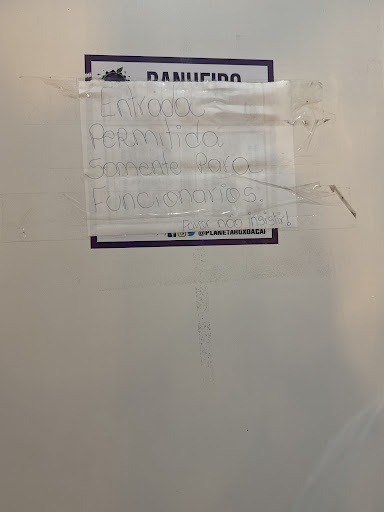 BANHEIRO
Entrada
Permitida
Somente Para
Funcionarios.
Favor não insistir!
@PLANETAROXOACAI